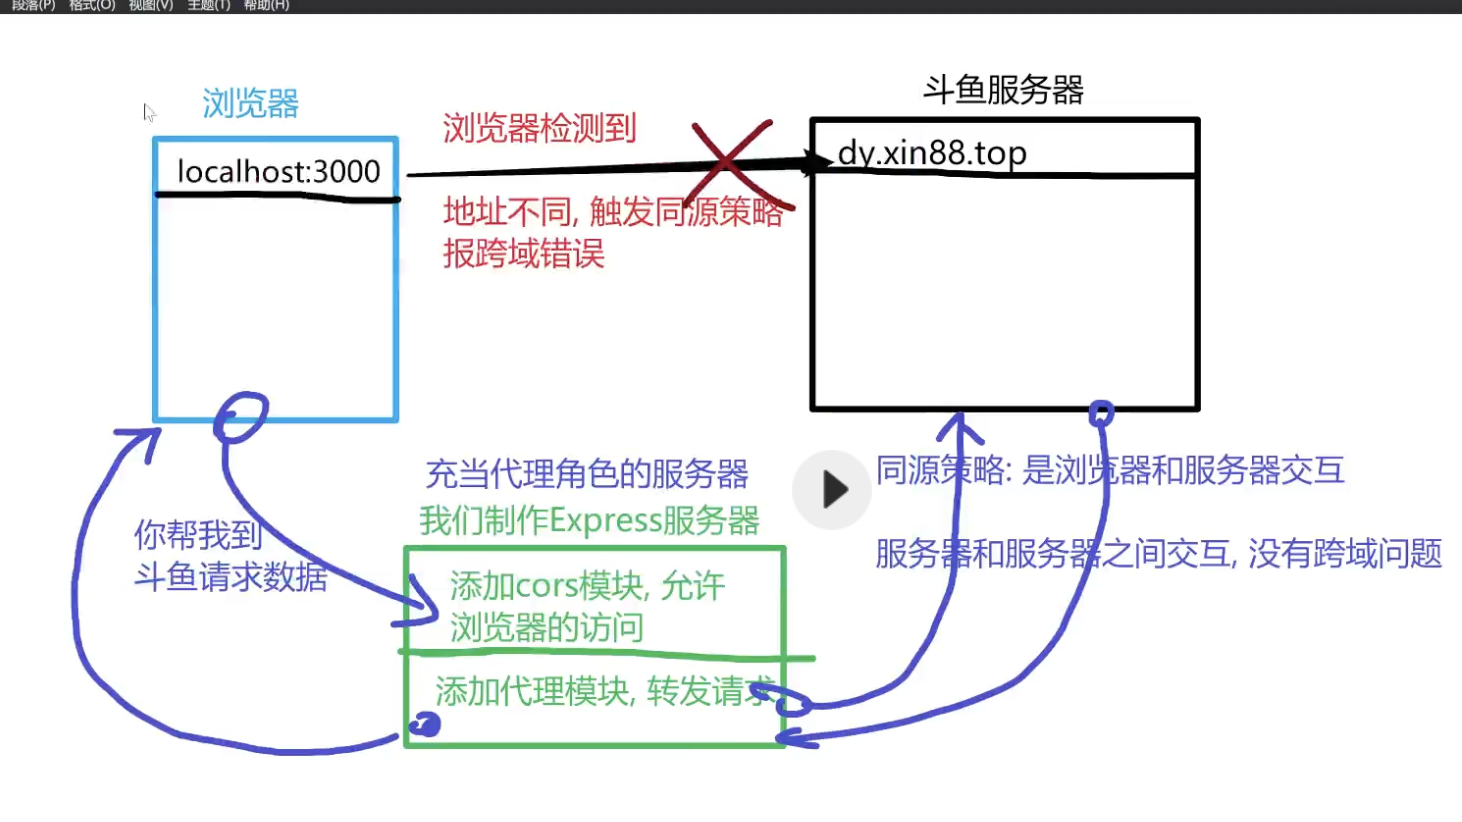 段落(P) 格式(O) 视图(V) 主题(T) 帮助(H)
浏览器
localhost:3000
浏览器检测到
地址不同, 触发同源策略
报跨域错误
斗鱼服务器
dy.xin88.top
你帮我到
斗鱼请求数据
充当代理角色的服务器
我们制作Express服务器
添加cors模块, 允许
浏览器的访问
添加代理模块, 转发请求
同源策略: 是浏览器和服务器交互
服务器和服务器之间交互, 没有跨域问题